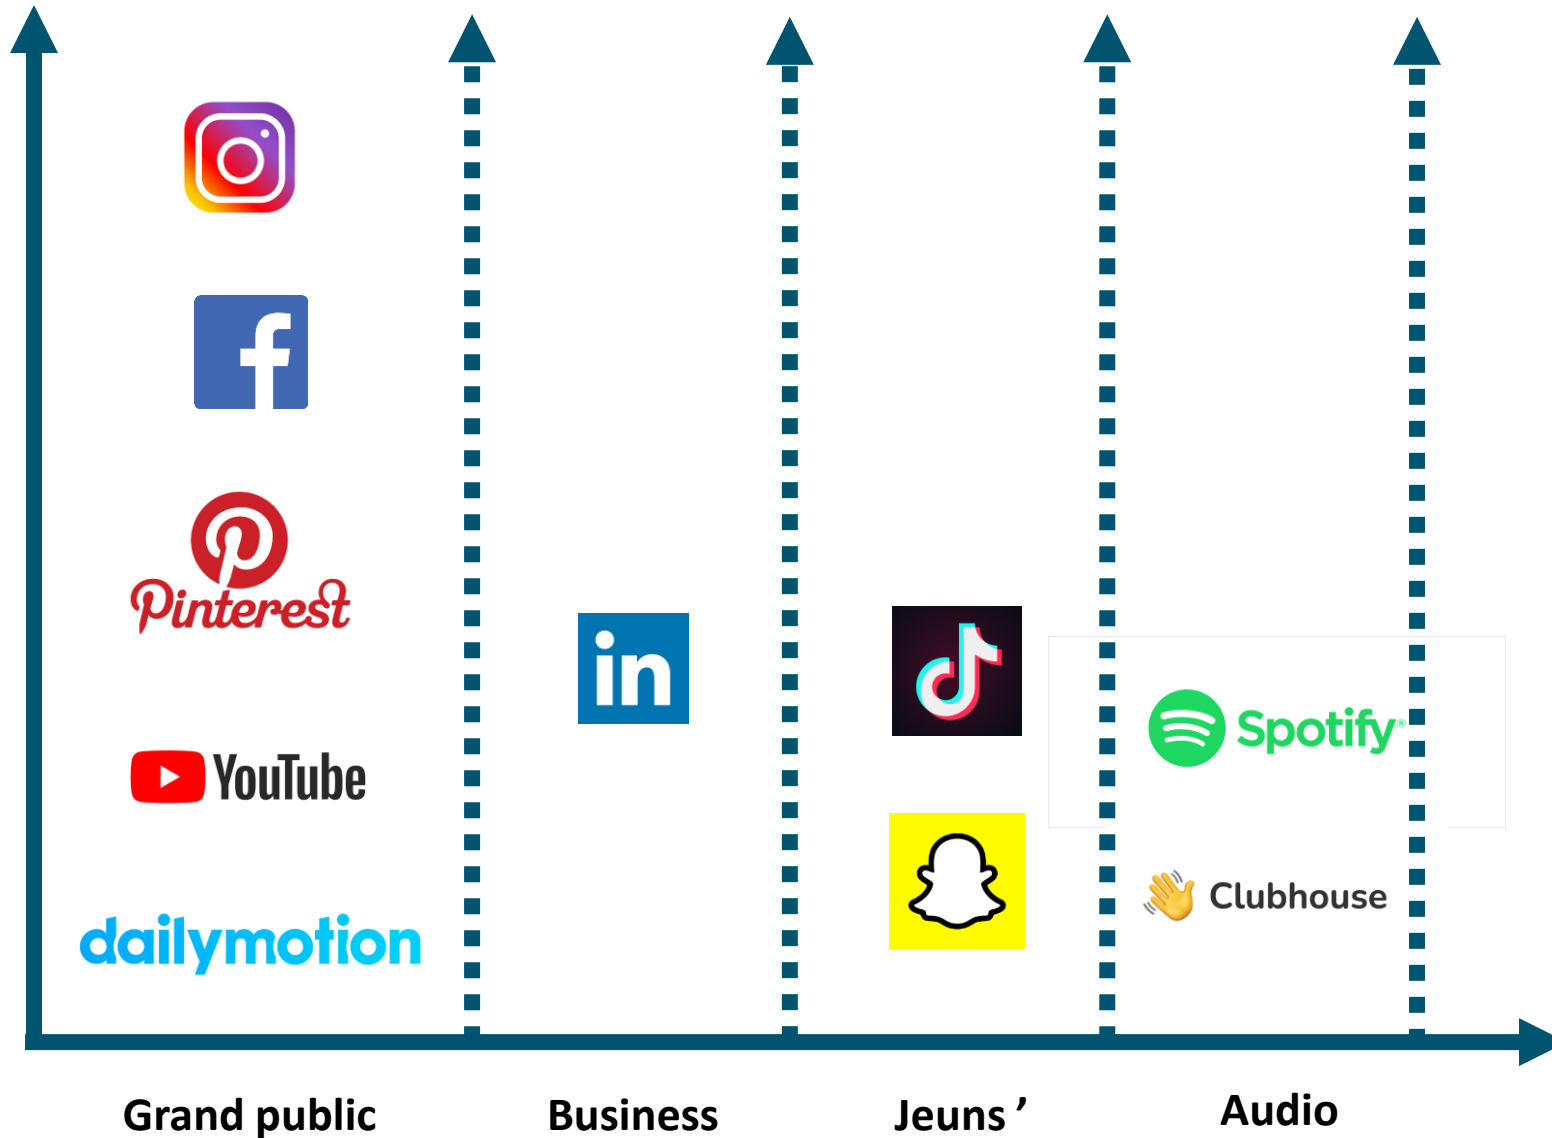 Pinterest
in
YouTube
Spotify®
dailymotion
Clubhouse
Grand public
Business
Jeuns ’
Audio